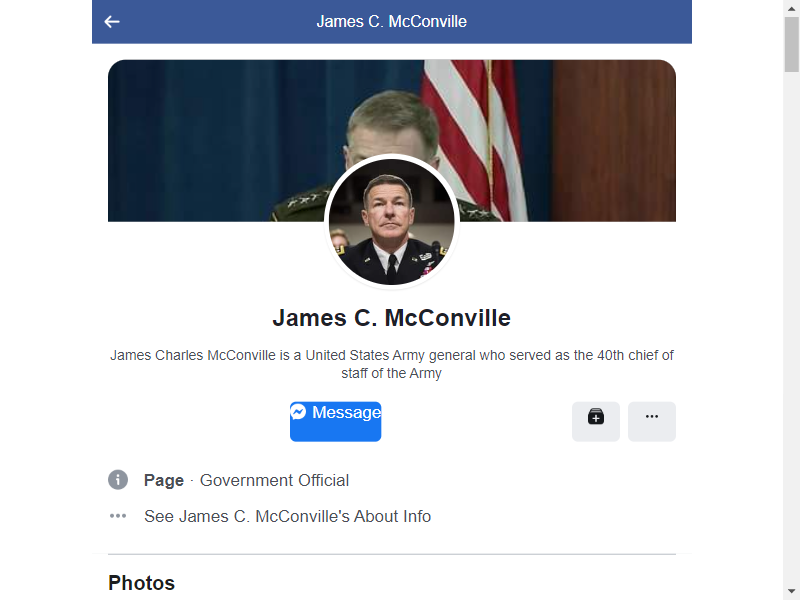 James C. McConville
James C. McConville
James Charles McConville is a United States Army general who served as the 40th chief of
staff of the Army
Message
Page · Government Official
See James C. McConville's About Info
Photos